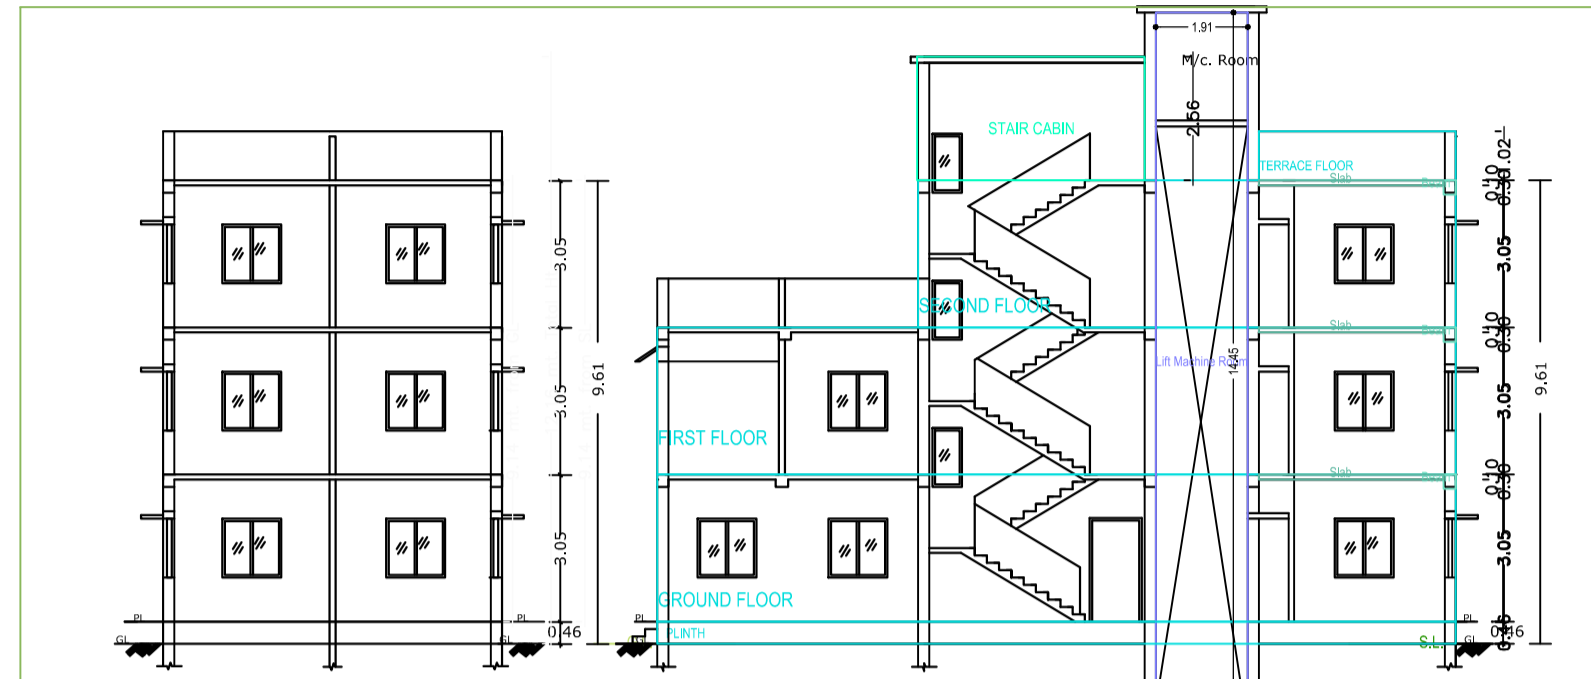 1.91
M/c. Room
2.56
STAIR CABIN
TERRACE FLOOR
1.02
Slab
0.10
0.30
3.05
3.05
9.61
SECOND FLOOR
Slab
0.10
0.30
Lift Machine Room
14.45
9.61
3.05
3.05
FIRST FLOOR
Slab
0.10
0.30
3.05
3.05
GROUND FLOOR
PL
PL
PL
PL
PLINTH
0.46
0.46
0.46
GL
GL
GL
S.L.
GL